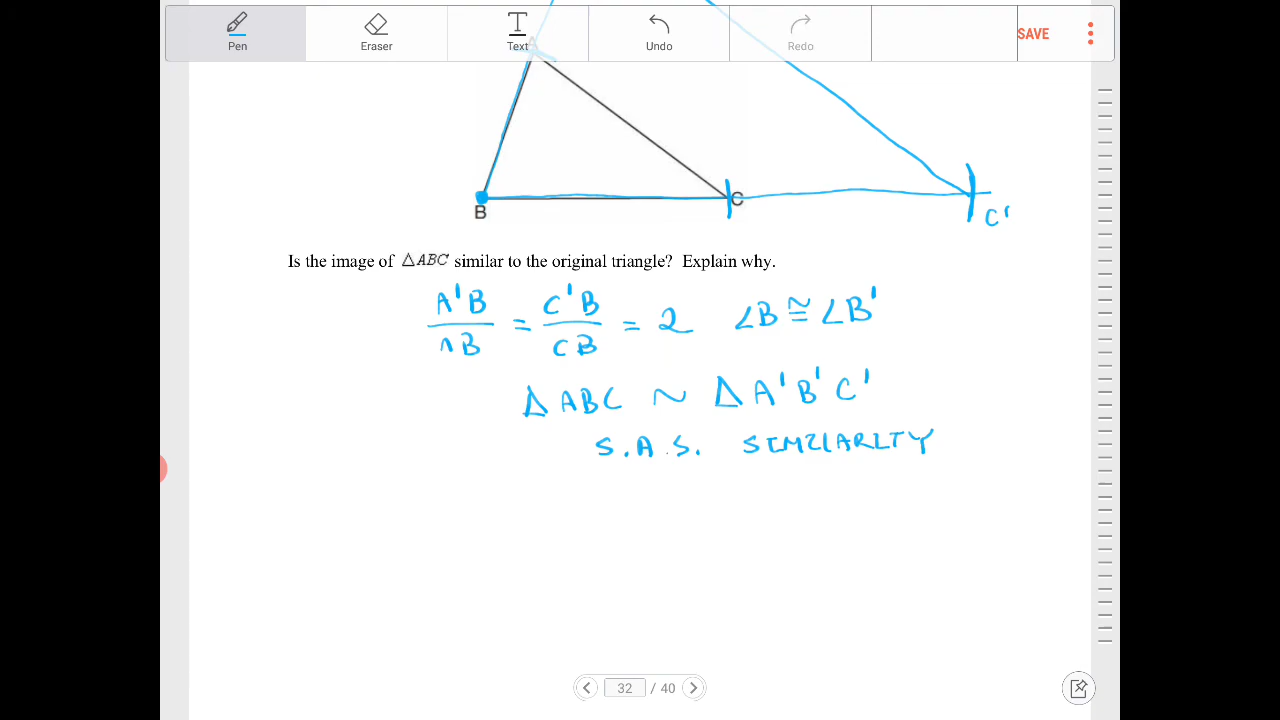 Pen
Eraser
Text
Undo
Redo
SAVE
A
B
C
C'
Is the image of △ABC similar to the original triangle? Explain why.
A'B / AB = C'B / CB = 2 ∠B ≅ ∠B'
△ABC ~ △A'B'C'
S.A.S. SIMILARITY
32 / 40